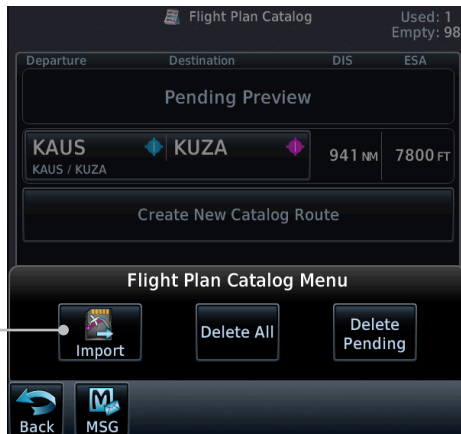 Flight Plan Catalog
Used: 1
Empty: 98
Departure Destination DIS ESA
Pending Preview
KAUS KUZA 941 NM 7800 FT
KAUS / KUZA
Create New Catalog Route
Flight Plan Catalog Menu
Import Delete All Delete Pending
Back MSG